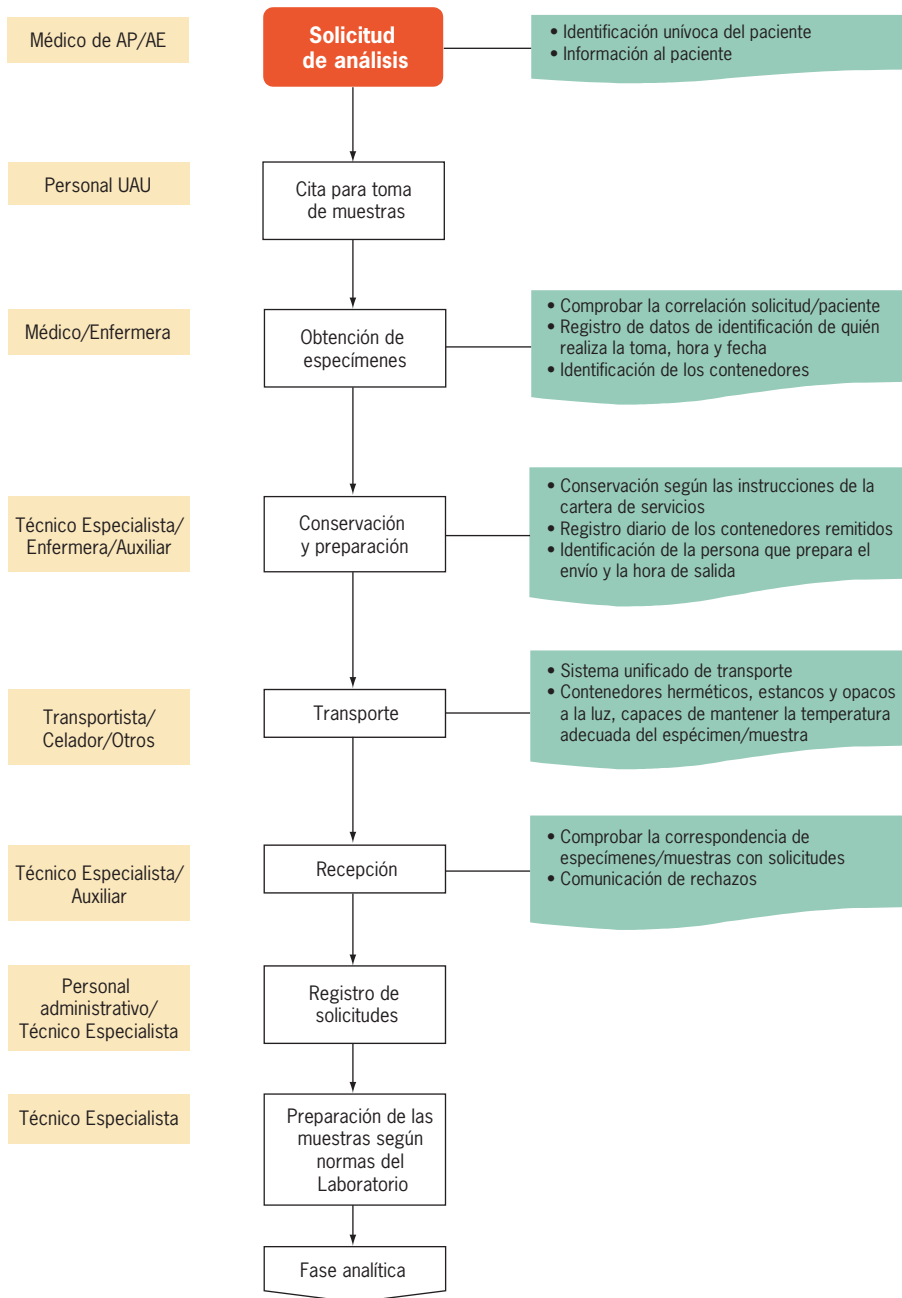 Médico de AP/AE
Solicitud
de análisis
• Identificación unívoca del paciente
• Información al paciente
Personal UAU
Cita para toma
de muestras
Médico/Enfermera
Obtención de
especímenes
• Comprobar la correlación solicitud/paciente
• Registro de datos de identificación de quién
realiza la toma, hora y fecha
• Identificación de los contenedores
Técnico Especialista/
Enfermera/Auxiliar
Conservación
y preparación
• Conservación según las instrucciones de la
cartera de servicios
• Registro diario de los contenedores remitidos
• Identificación de la persona que prepara el
envío y la hora de salida
Transportista/
Celador/Otros
Transporte
• Sistema unificado de transporte
• Contenedores herméticos, estancos y opacos
a la luz, capaces de mantener la temperatura
adecuada del espécimen/muestra
Técnico Especialista/
Auxiliar
Recepción
• Comprobar la correspondencia de
especímenes/muestras con solicitudes
• Comunicación de rechazos
Personal
administrativo/
Técnico Especialista
Registro de
solicitudes
Técnico Especialista
Preparación de las
muestras según
normas del
Laboratorio
Fase analítica